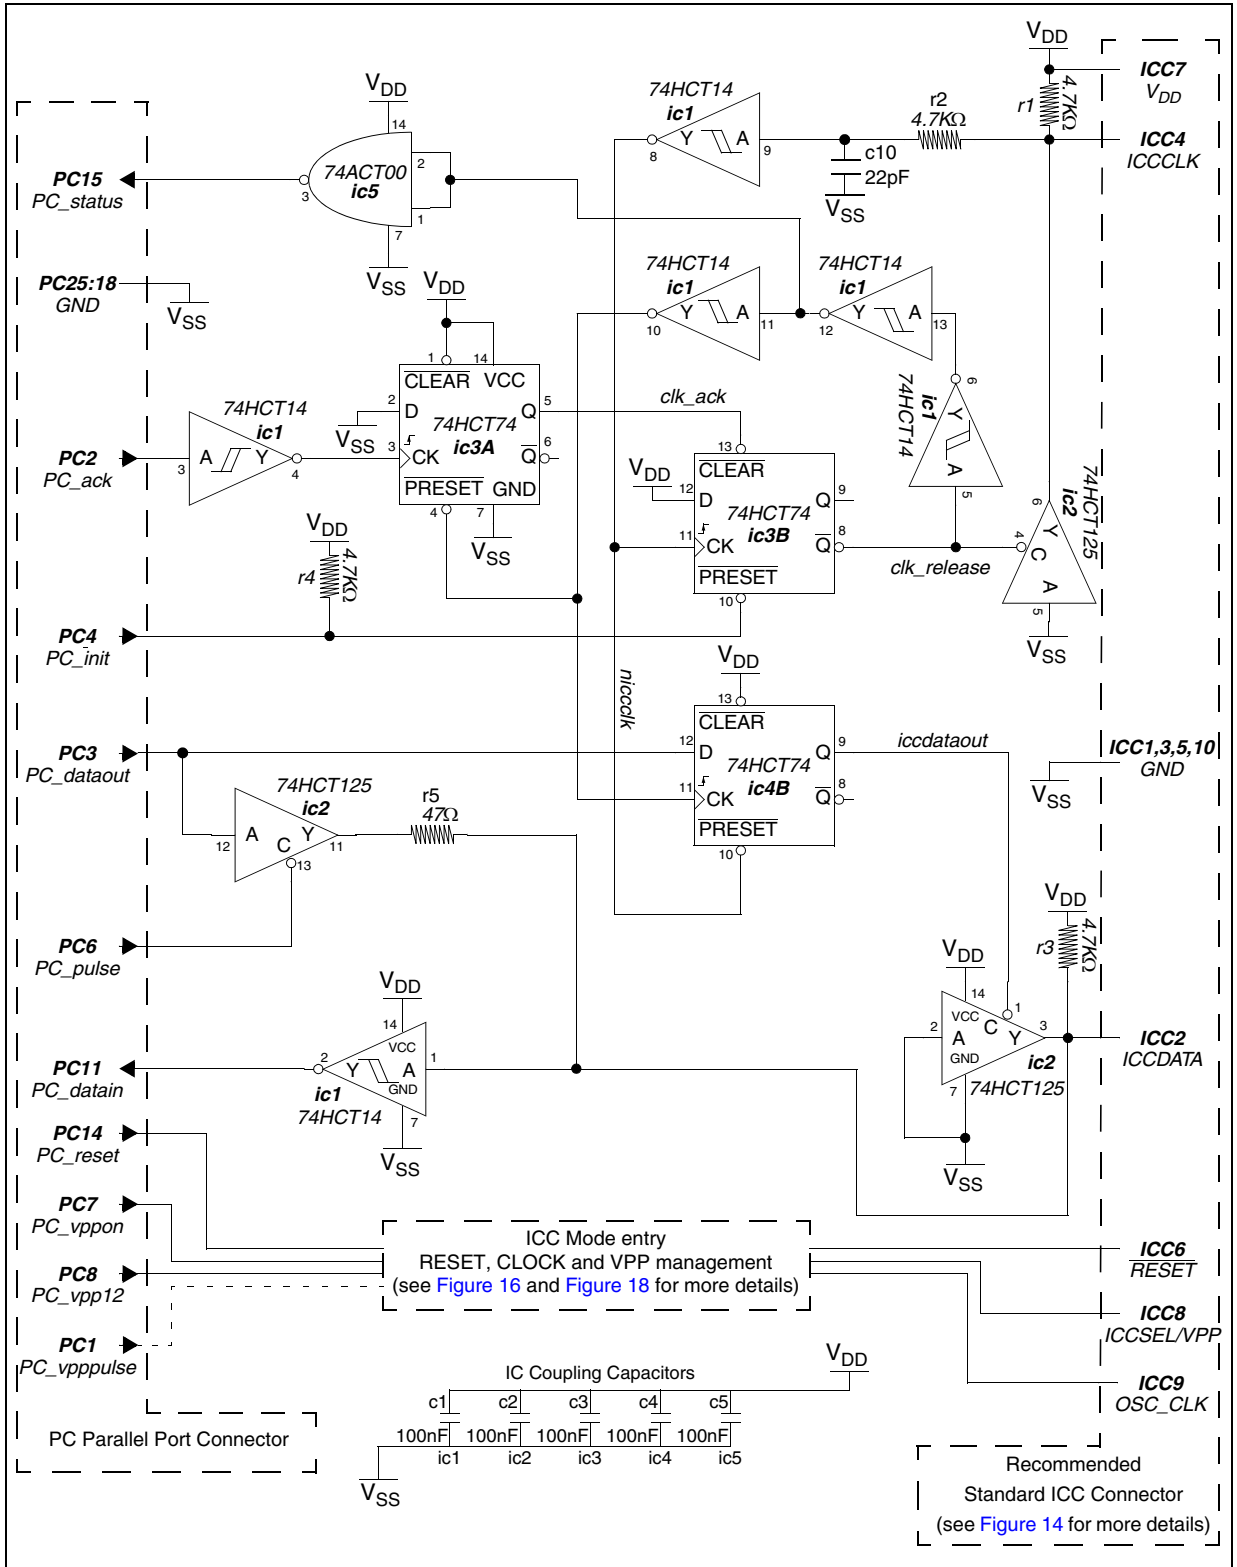 VDD
ICC7
VDD
r1
4.7KΩ
ICC4
ICCCLK
74HCT14
ic1
Y
A
8
9
r2
4.7KΩ
c10
22pF
VSS
VDD
14
2
74ACT00
ic5
3
1
7
VSS
PC15
PC_status
PC25:18
GND
VSS
74HCT14
ic1
Y
A
10
11
74HCT14
ic1
Y
A
12
13
6
Y
A
5
ic1
74HCT14
VDD
1
14
CLEAR
VCC
2
D
Q
5
VSS
74HCT74
ic3A
3
CK
Q
6
PRESET
GND
4
7
VSS
clk_ack
74HCT14
ic1
A
Y
3
4
PC2
PC_ack
13
CLEAR
VDD
12
D
Q
9
74HCT74
ic3B
11
CK
Q
8
PRESET
10
clk_release
74HCT125
ic2
6
Y
4
C
A
5
VSS
VDD
r4
4.7KΩ
PC4
PC_init
niccclk
VDD
13
CLEAR
12
D
Q
9
74HCT74
ic4B
11
CK
Q
8
PRESET
10
iccdataout
PC3
PC_dataout
ICC1,3,5,10
GND
VSS
74HCT125
ic2
A
Y
C
12
11
13
r5
47Ω
PC6
PC_pulse
VDD
r3
4.7KΩ
VDD
14
VCC
1
2
A
C
Y
3
GND
ic2
7
74HCT125
VSS
ICC2
ICCDATA
VDD
14
VCC
2
Y
A
1
GND
ic1
74HCT14
7
VSS
PC11
PC_datain
PC14
PC_reset
PC7
PC_vppon
PC8
PC_vpp12
PC1
PC_vpppulse
ICC Mode entry
RESET, CLOCK and VPP management
(see Figure 16 and Figure 18 for more details)
ICC6
RESET
ICC8
ICCSEL/VPP
ICC9
OSC_CLK
VDD
IC Coupling Capacitors
c1 c2 c3 c4 c5
100nF 100nF 100nF 100nF 100nF
ic1 ic2 ic3 ic4 ic5
VSS
PC Parallel Port Connector
Recommended
Standard ICC Connector
(see Figure 14 for more details)